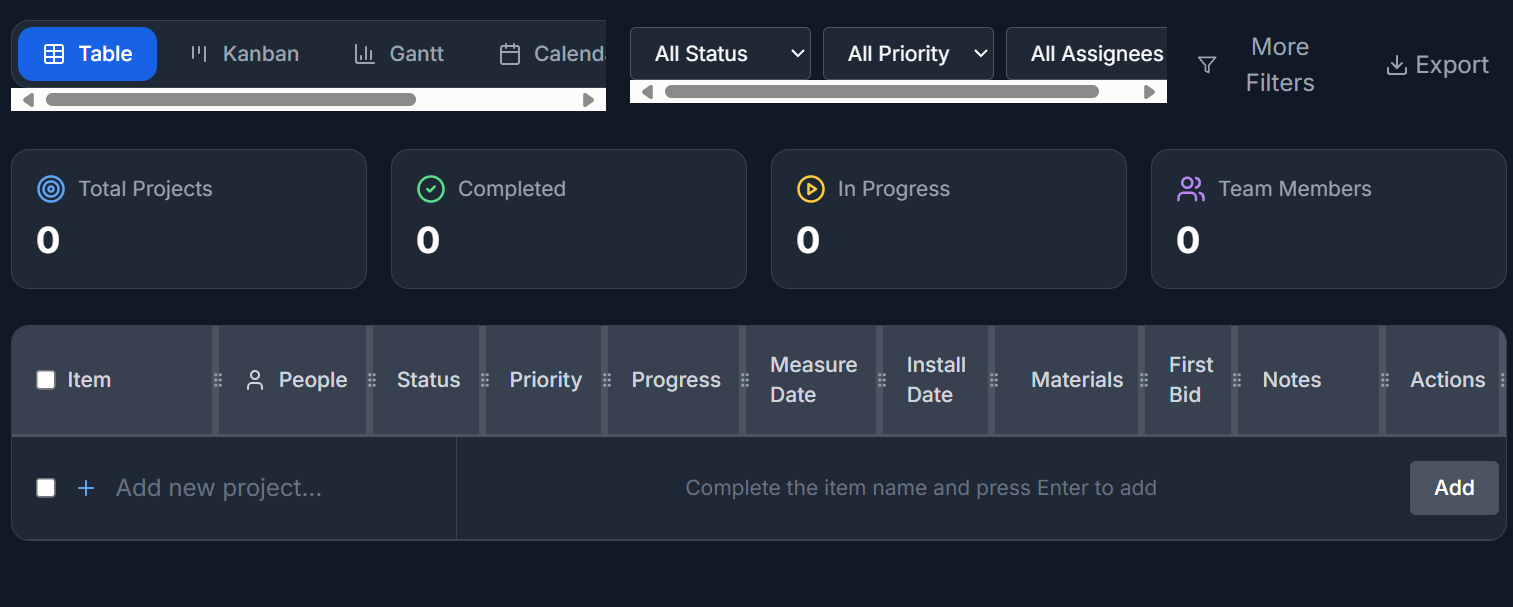 Table Kanban Gantt Calend
All Status All Priority All Assignees
More
Filters
Export
Total Projects
0
Completed
0
In Progress
0
Team Members
0
Item People Status Priority Progress Measure Date Install Date Materials First Bid Notes Actions
Add new project... Complete the item name and press Enter to add Add